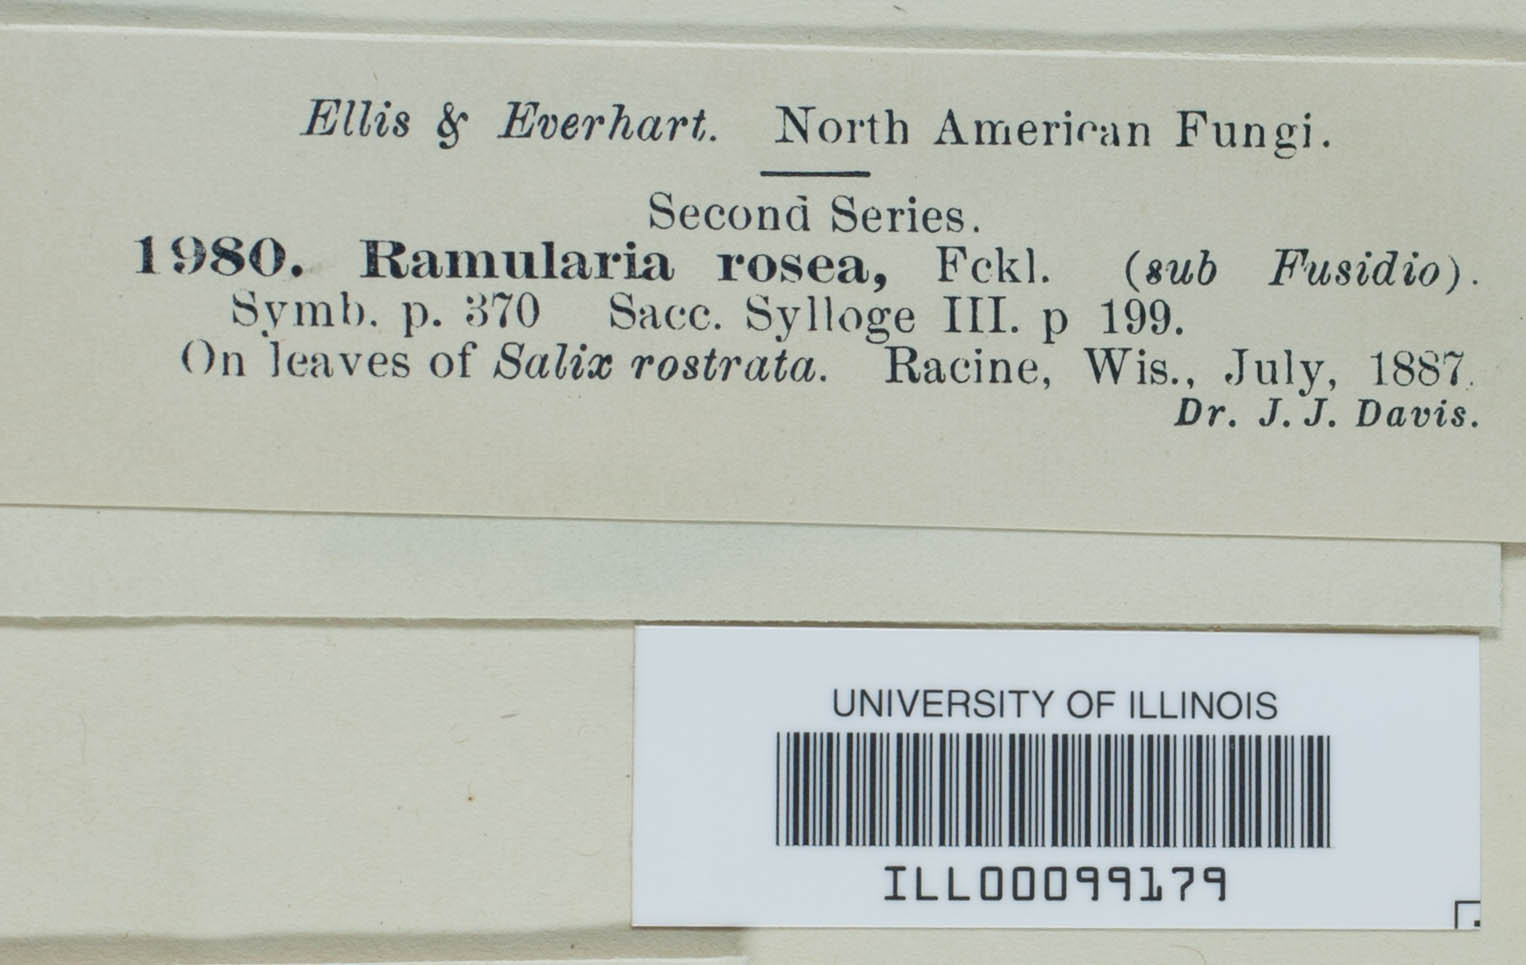 Ellis & Everhart. North American Fungi.
Second Series.
1980. Ramularia rosea, Fckl. (sub Fusidio).
Symb. p. 370 Sacc. Sylloge III. p 199.
On leaves of Salix rostrata. Racine, Wis., July, 1887.
Dr. J. J. Davis.
UNIVERSITY OF ILLINOIS
ILL00099179